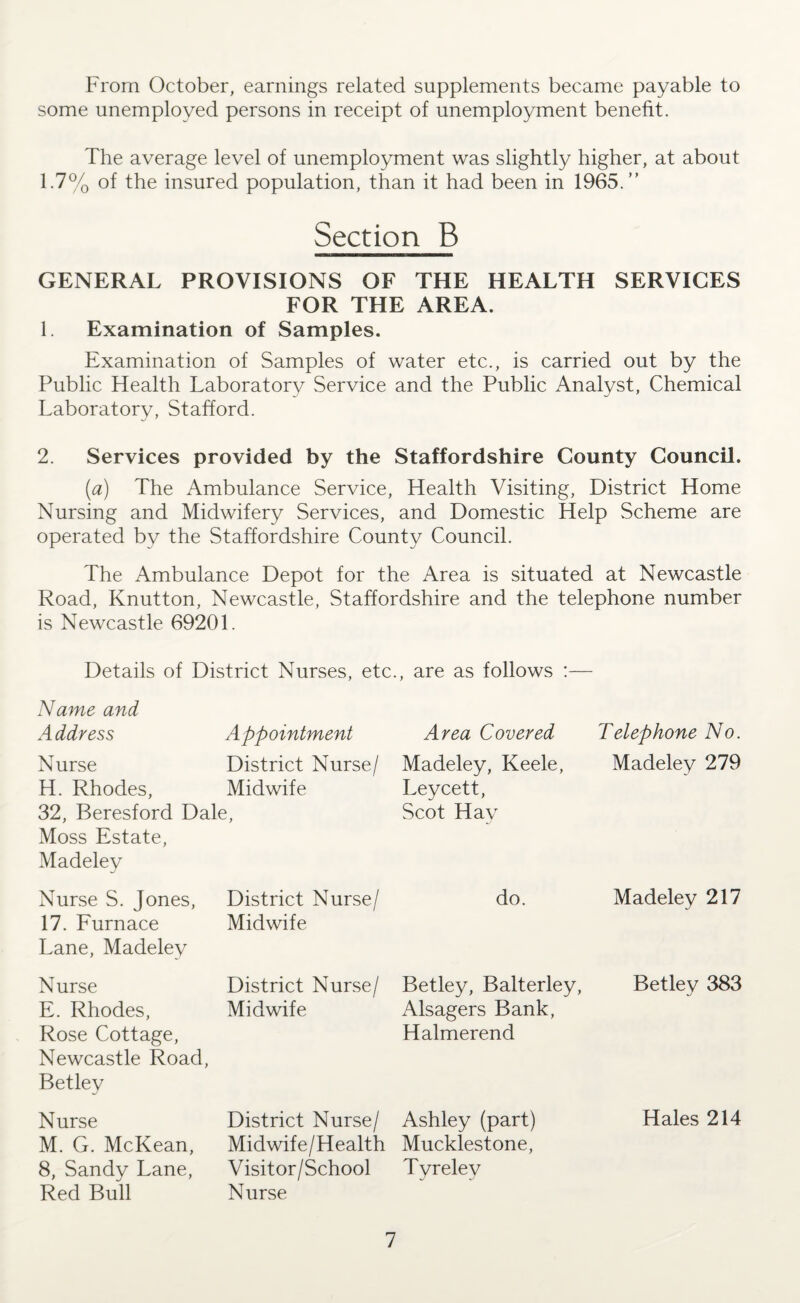 From October, earnings related supplements became payable to
some unemployed persons in receipt of unemployment benefit.
The average level of unemployment was slightly higher, at about
1.7% of the insured population, than it had been in 1965.”
Section B
GENERAL PROVISIONS OF THE HEALTH SERVICES
FOR THE AREA.
1. Examination of Samples.
Examination of Samples of water etc., is carried out by the
Public Health Laboratory Service and the Public Analyst, Chemical
Laboratory, Stafford.
2. Services provided by the Staffordshire County Council.
(a) The Ambulance Service, Health Visiting, District Home
Nursing and Midwifery Services, and Domestic Help Scheme are
operated by the Staffordshire County Council.
The Ambulance Depot for the Area is situated at Newcastle
Road, Knutton, Newcastle, Staffordshire and the telephone number
is Newcastle 69201.
Details of District Nurses, etc., are as follows :—
Name and
Address Appointment Area Covered Telephone No.
Nurse District Nurse/ Madeley, Keele, Madeley 279
H. Rhodes, Midwife Leycett,
32, Beresford Dale, Scot Hay
Moss Estate,
Madeley
Nurse S. Jones, District Nurse/ do. Madeley 217
17. Furnace Midwife
Lane, Madeley
Nurse District Nurse/ Betley, Balterley, Betley 383
E. Rhodes, Midwife Alsagers Bank,
Rose Cottage, Halmerend
Newcastle Road,
Betley
Nurse District Nurse/ Ashley (part) Hales 214
M. G. McKean, Midwife/Health Mucklestone,
8, Sandy Lane, Visitor/School Tyreley
Red Bull Nurse
7